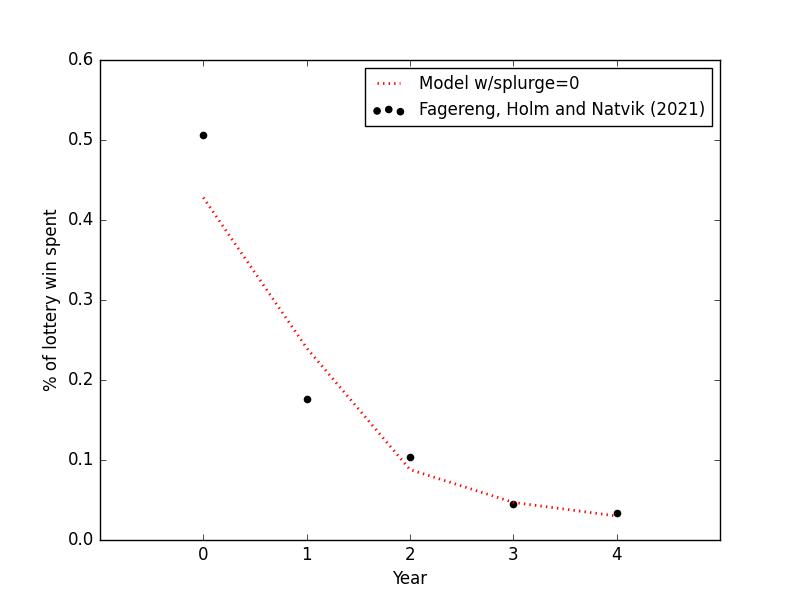 Model w/splurge=0
Fagereng, Holm and Natvik (2021)
0.6
0.5
0.4
0.3
0.2
0.1
0.0
% of lottery win spent
0 1 2 3 4
Year